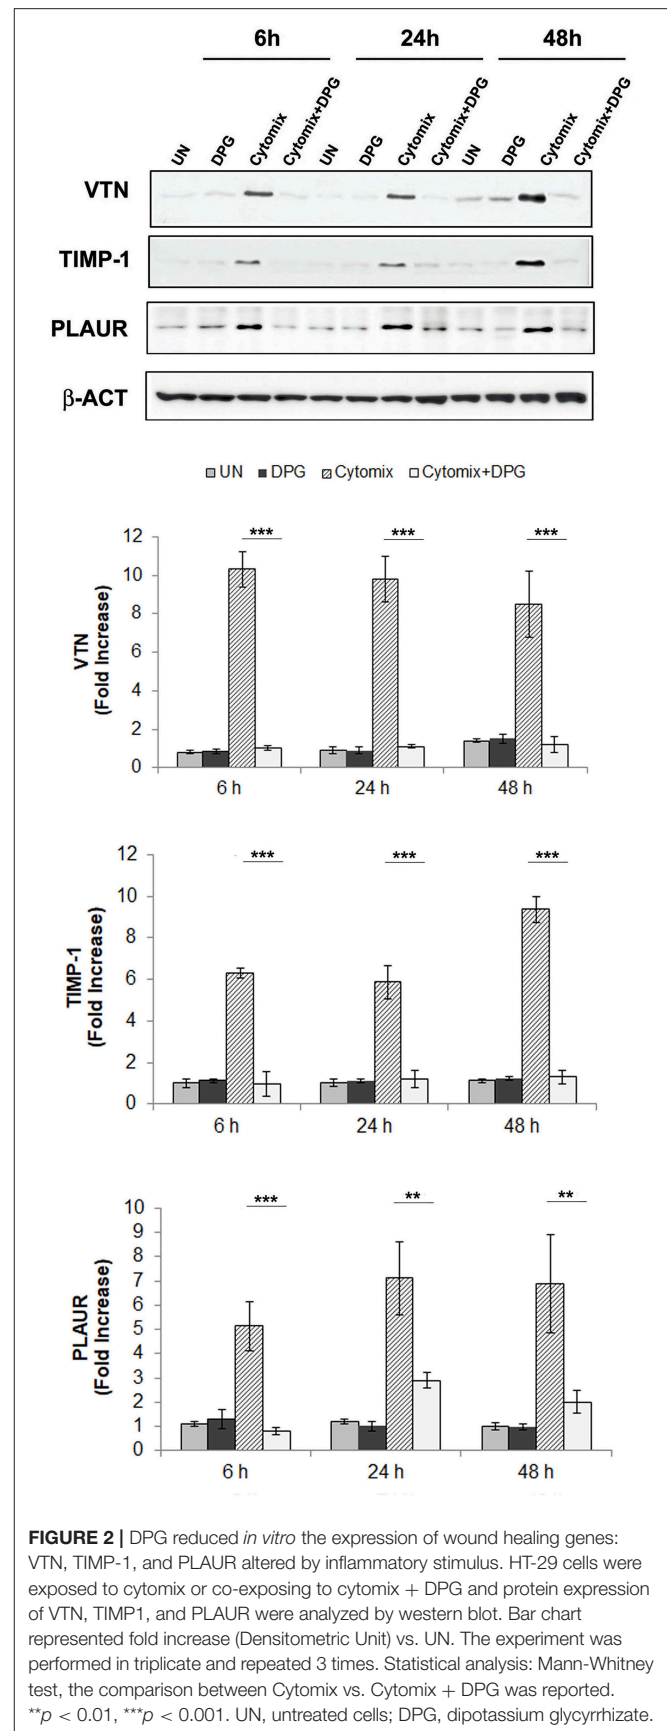 6h 24h 48h
UN DPG Cytomix Cytomix+DPG UN DPG Cytomix Cytomix+DPG UN DPG Cytomix Cytomix+DPG
VTN
TIMP-1
PLAUR
β-ACT
UN DPG Cytomix Cytomix+DPG
VTN
(Fold Increase)
12
10
8
6
4
2
0
*** *** ***
6 h 24 h 48 h
TIMP-1
(Fold Increase)
12
10
8
6
4
2
0
*** *** ***
6 h 24 h 48 h
PLAUR
(Fold Increase)
10
9
8
7
6
5
4
3
2
1
0
*** ** **
6 h 24 h 48 h
FIGURE 2 | DPG reduced in vitro the expression of wound healing genes:
VTN, TIMP-1, and PLAUR altered by inflammatory stimulus. HT-29 cells were
exposed to cytomix or co-exposing to cytomix + DPG and protein expression
of VTN, TIMP1, and PLAUR were analyzed by western blot. Bar chart
represented fold increase (Densitometric Unit) vs. UN. The experiment was
performed in triplicate and repeated 3 times. Statistical analysis: Mann-Whitney
test, the comparison between Cytomix vs. Cytomix + DPG was reported.
**p < 0.01, ***p < 0.001. UN, untreated cells; DPG, dipotassium glycyrrhizate.